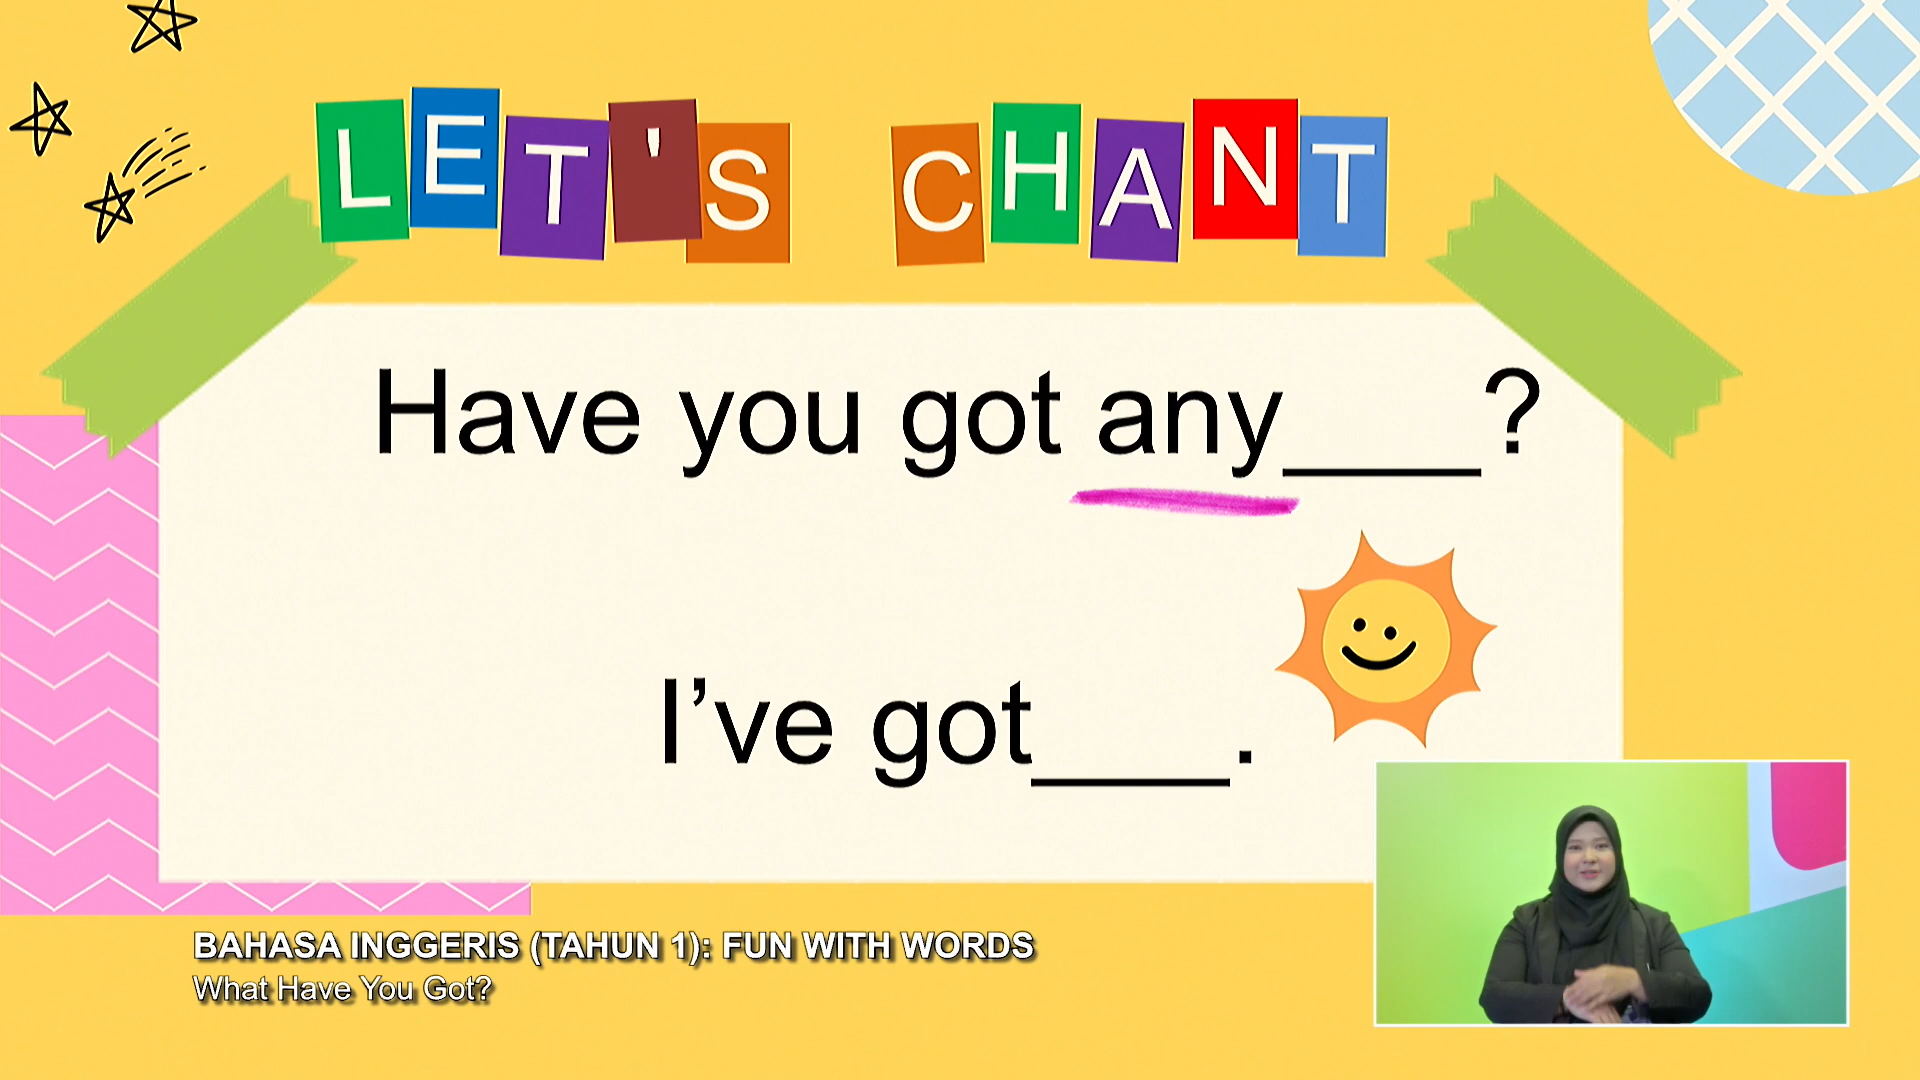 LET'S CHANT
Have you got any____?
I’ve got____.
BAHASA INGGERIS (TAHUN 1): FUN WITH WORDS
What Have You Got?